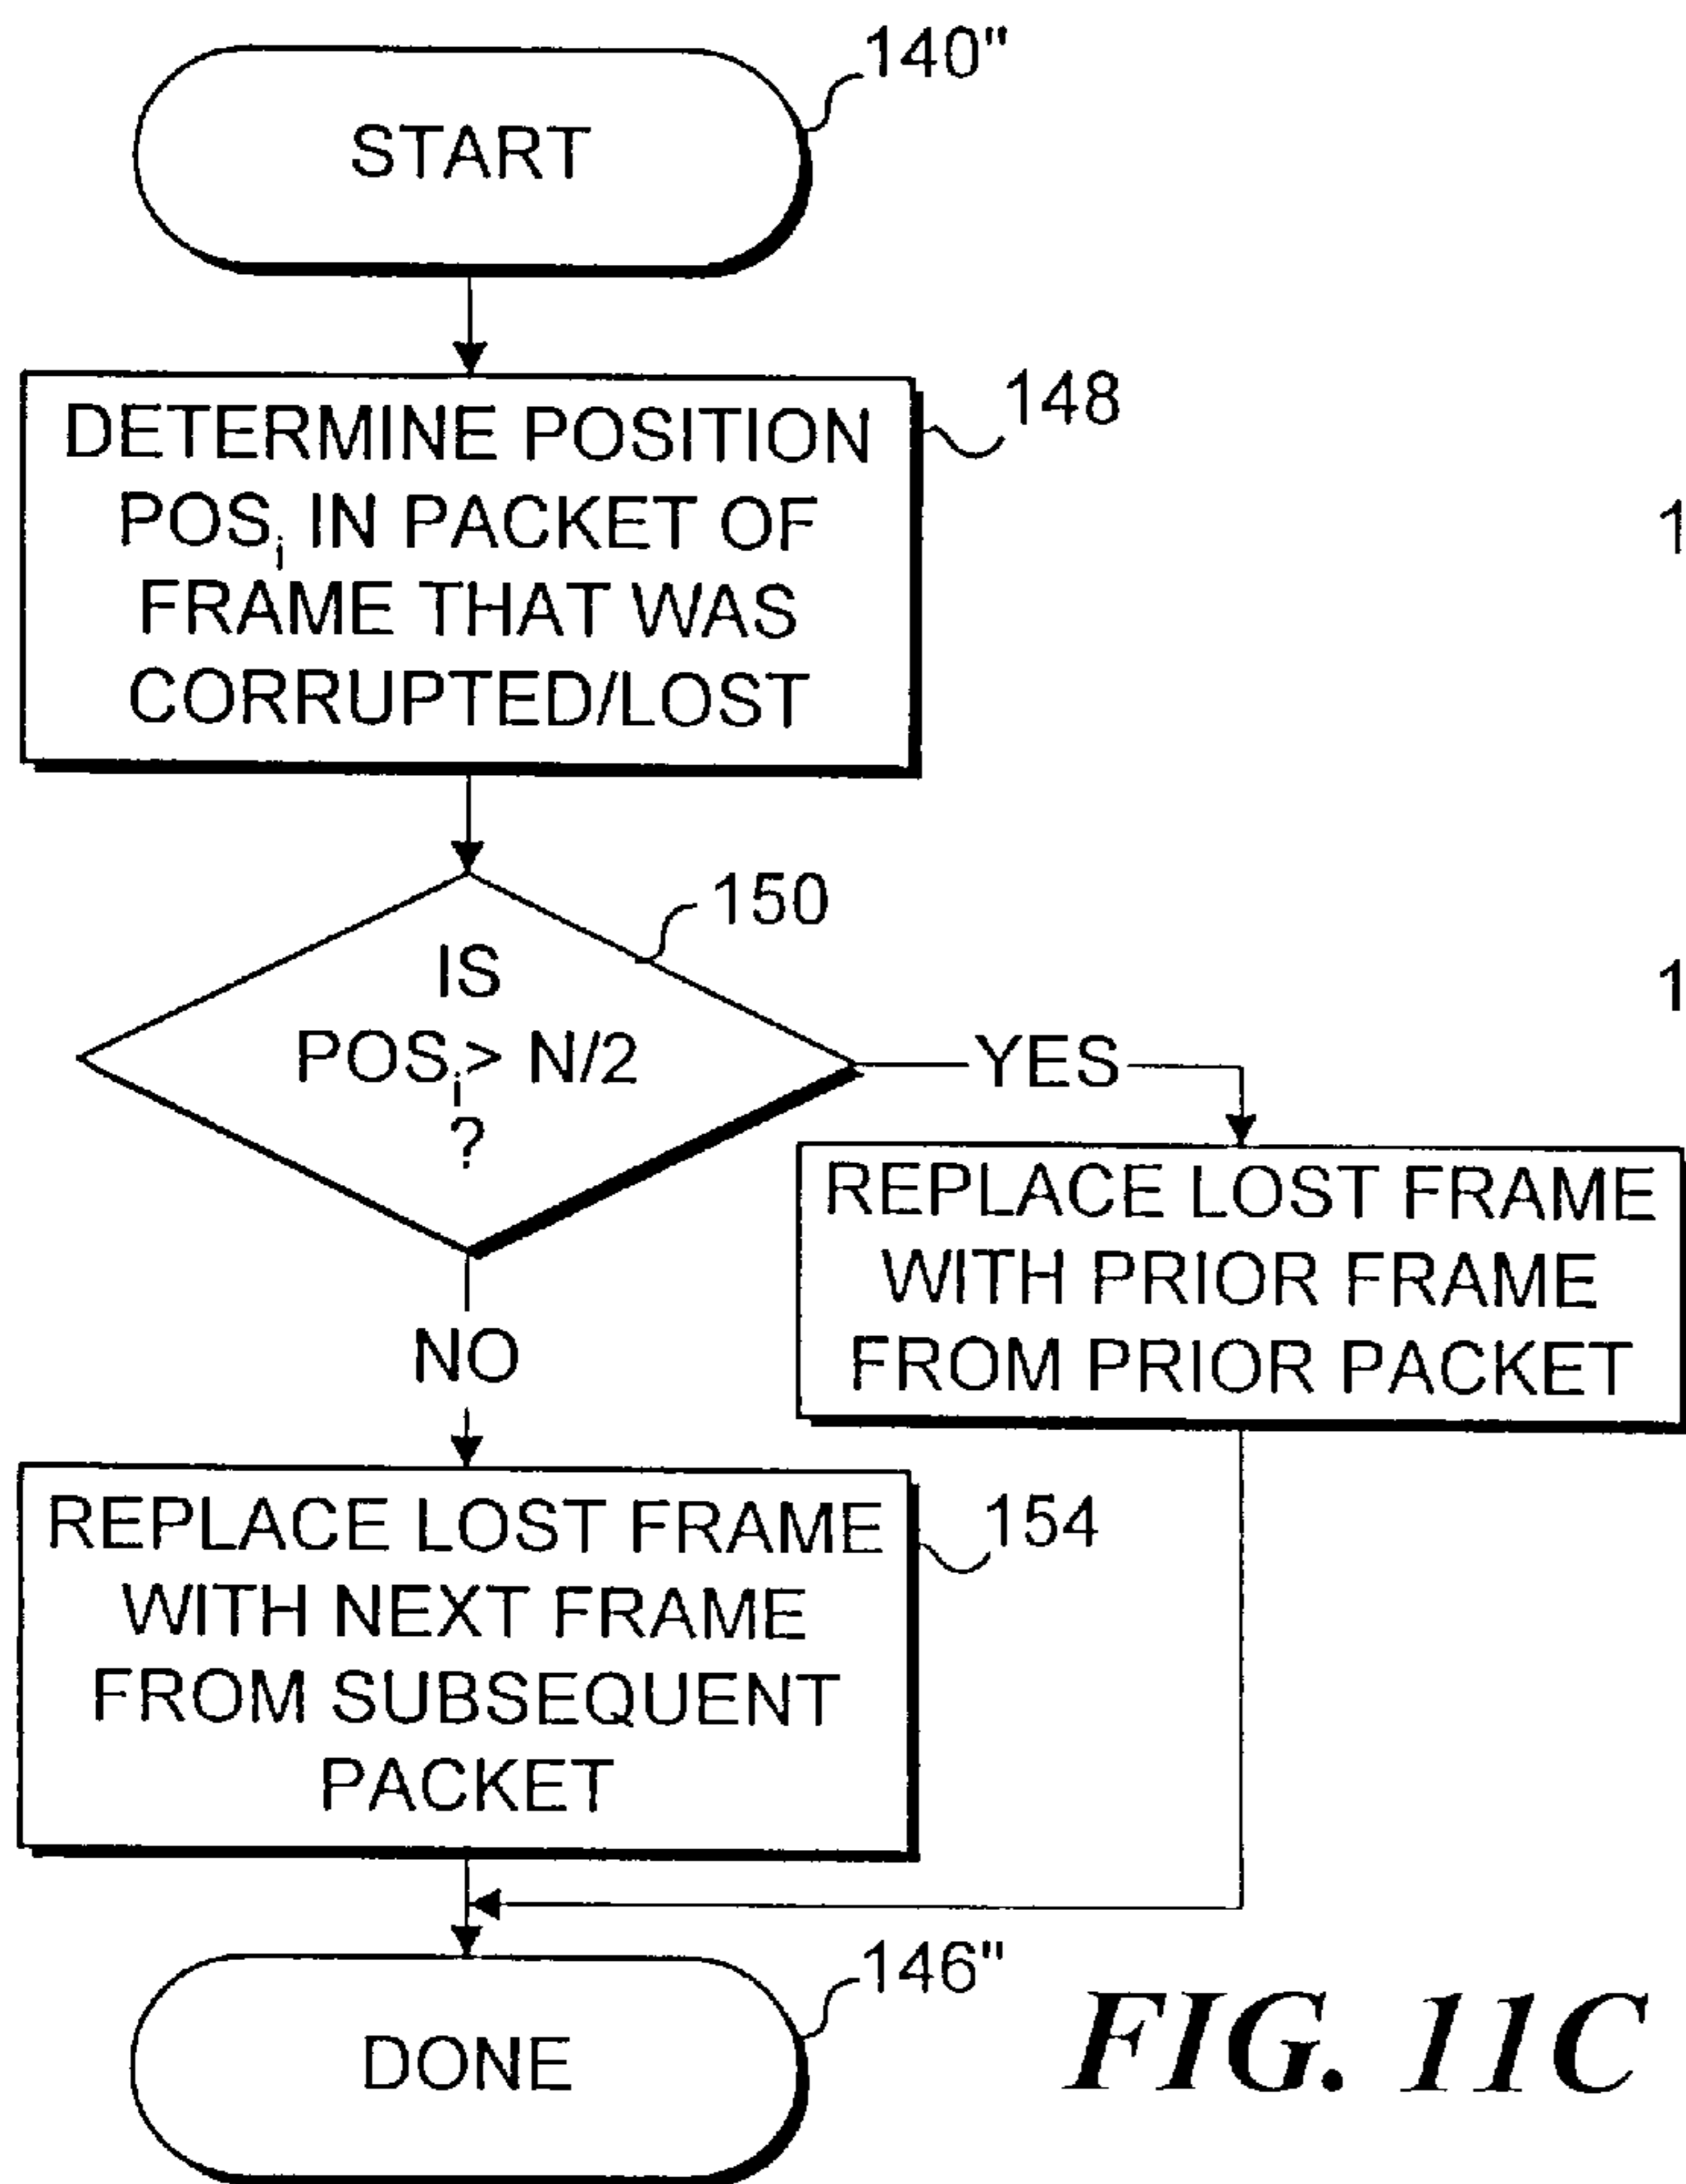 START
140"
DETERMINE POSITION
POSi IN PACKET OF
FRAME THAT WAS
CORRUPTED/LOST
148
1
IS
POSi> N/2
?
150
1
YES
REPLACE LOST FRAME
WITH PRIOR FRAME
FROM PRIOR PACKET
NO
REPLACE LOST FRAME
WITH NEXT FRAME
FROM SUBSEQUENT
PACKET
154
DONE
146"
FIG. 11C